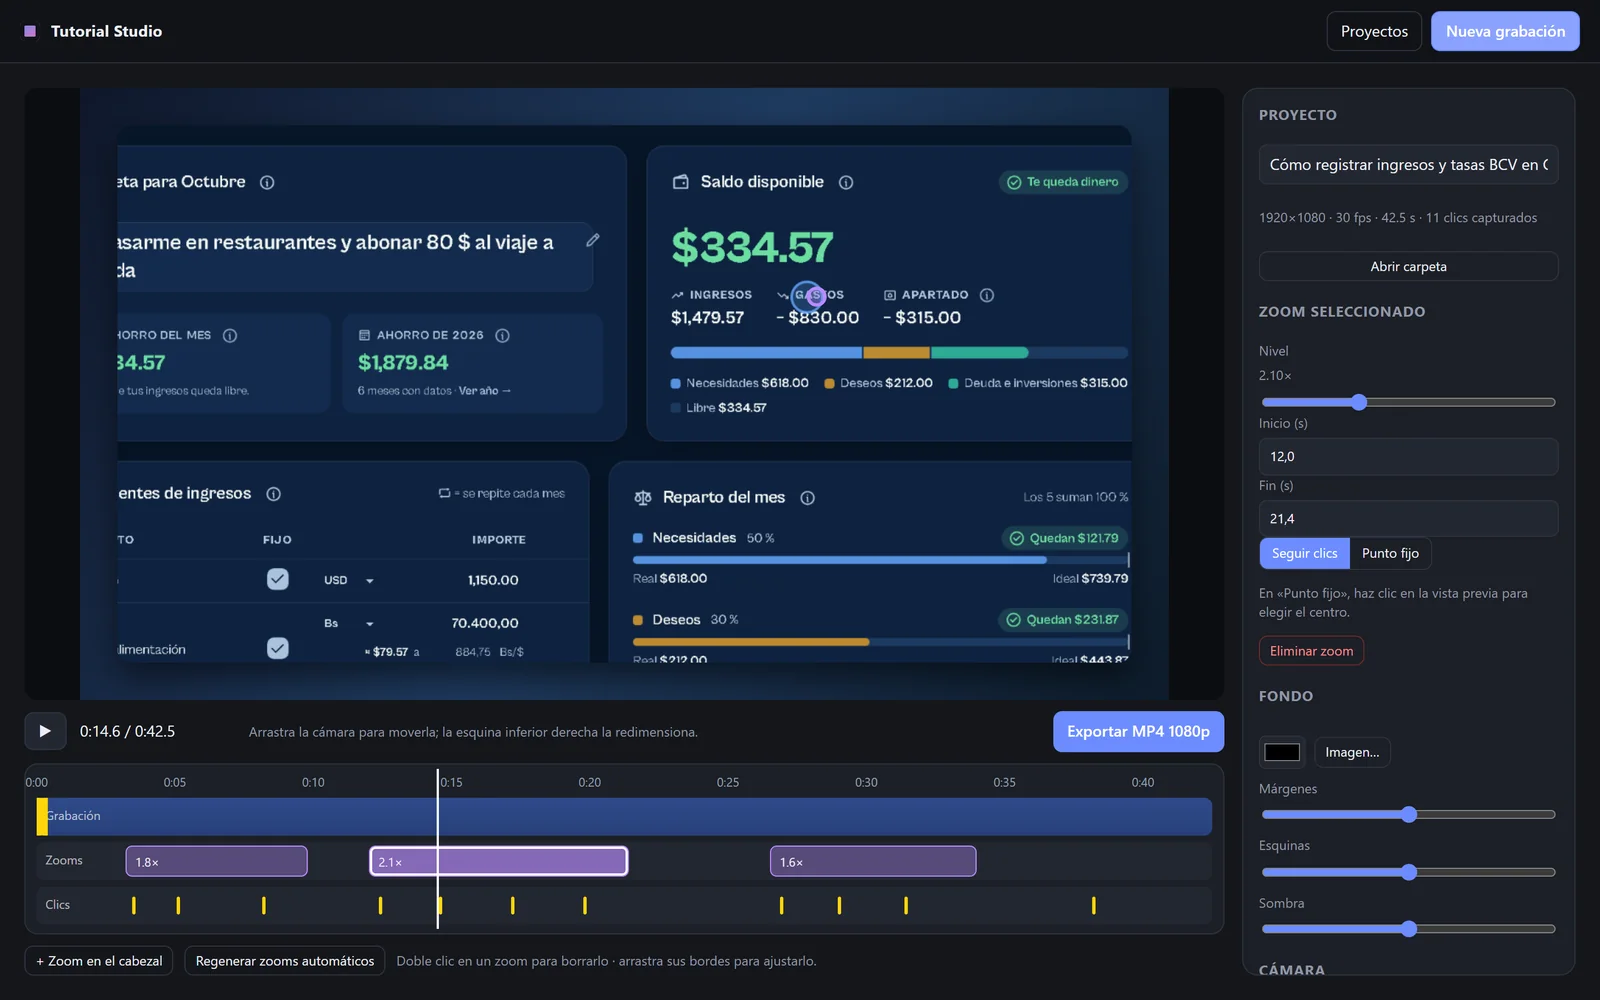 Tutorial Studio
Proyectos
Nueva grabación
eta para Octubre
asarme en restaurantes y abonar 80 $ al viaje a
da
HORRO DEL MES
34.57
e tus ingresos queda libre.
AHORRO DE 2026
$1,879.84
6 meses con datos · Ver año →
Saldo disponible
Te queda dinero
$334.57
INGRESOS
GASTOS
APARTADO
$1,479.57
- $830.00
- $315.00
Necesidades $618.00
Deseos $212.00
Deuda e inversiones $315.00
Libre $334.57
entes de ingresos
= se repite cada mes
TO
FIJO
IMPORTE
USD
1,150.00
Bs
70.400,00
limentación
≈ $79.57 a
884,75 Bs/$
Reparto del mes
Los 5 suman 100 %
Necesidades 50 %
Quedan $121.79
Real $618.00
Ideal $739.79
Deseos 30 %
Quedan $231.87
Real $212.00
Ideal $443.87
0:14.6 / 0:42.5
Arrastra la cámara para moverla; la esquina inferior derecha la redimensiona.
Exportar MP4 1080p
0:00
0:05
0:10
0:15
0:20
0:25
0:30
0:35
0:40
Grabación
Zooms
1.8×
2.1×
1.6×
Clics
+ Zoom en el cabezal
Regenerar zooms automáticos
Doble clic en un zoom para borrarlo · arrastra sus bordes para ajustarlo.
PROYECTO
Cómo registrar ingresos y tasas BCV en C
1920×1080 · 30 fps · 42.5 s · 11 clics capturados
Abrir carpeta
ZOOM SELECCIONADO
Nivel
2.10×
Inicio (s)
12,0
Fin (s)
21,4
Seguir clics
Punto fijo
En «Punto fijo», haz clic en la vista previa para
elegir el centro.
Eliminar zoom
FONDO
Imagen...
Márgenes
Esquinas
Sombra
CÁMARA